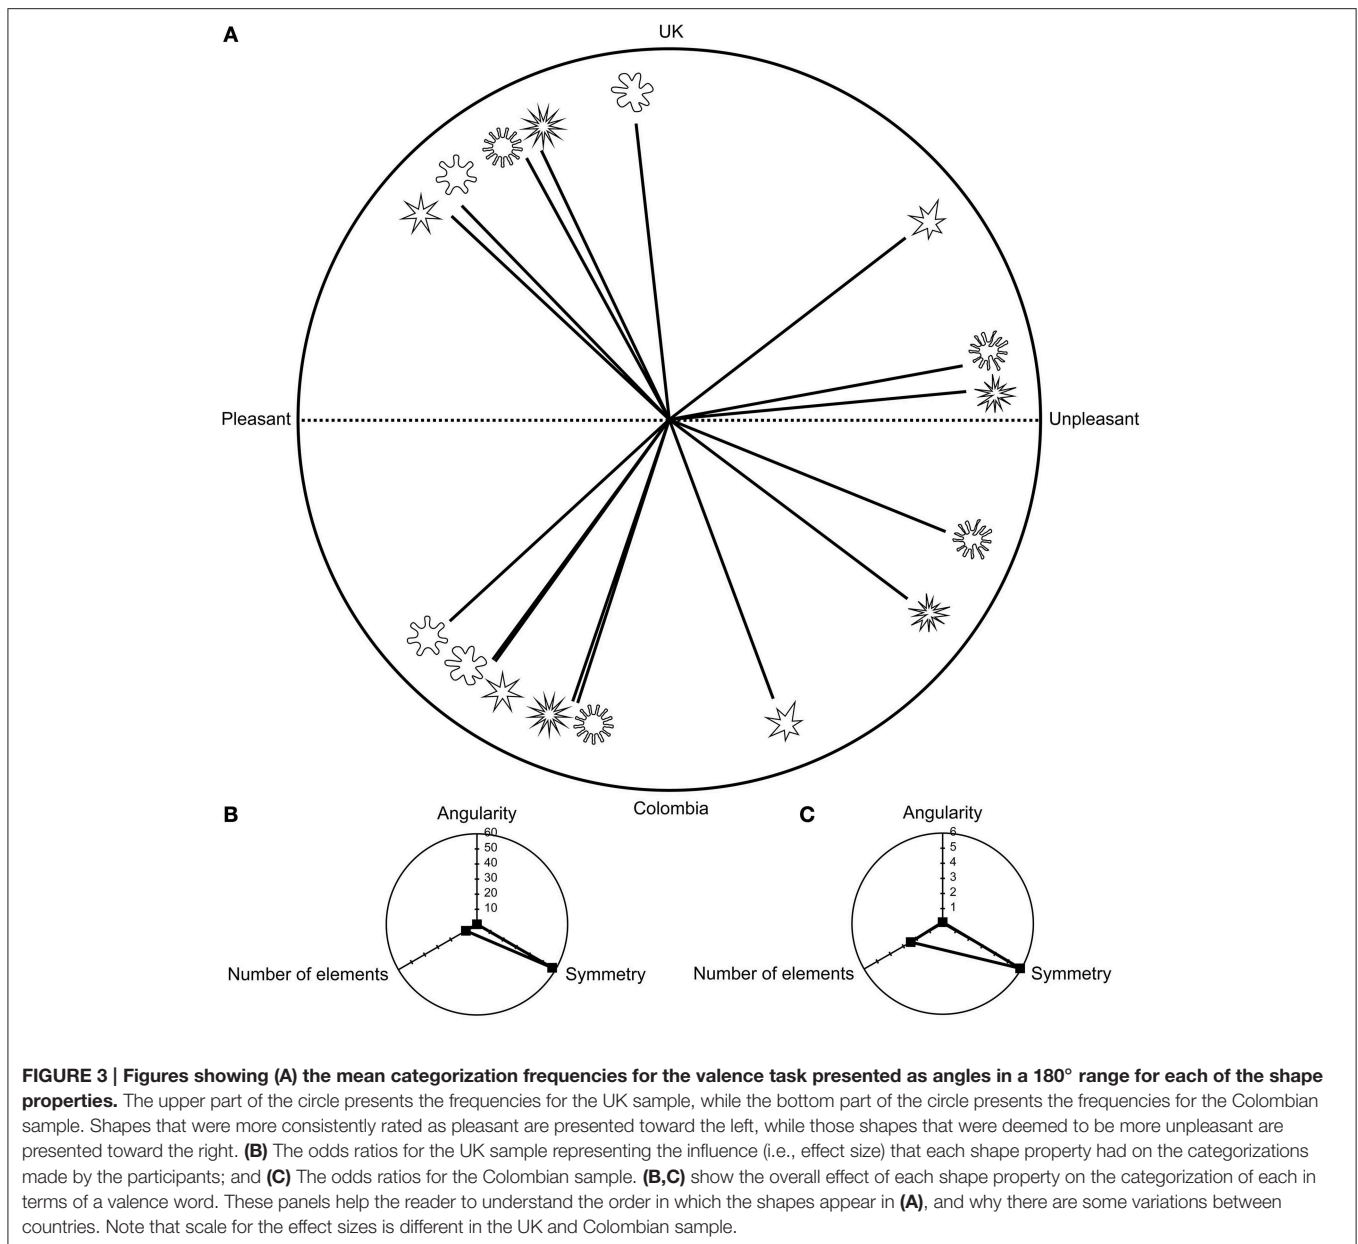 A
UK
Pleasant
Unpleasant
Colombia
B
Angularity
60
50
40
30
20
10
Number of elements
Symmetry
C
Angularity
6
5
4
3
2
1
Number of elements
Symmetry
FIGURE 3 | Figures showing (A) the mean categorization frequencies for the valence task presented as angles in a 180° range for each of the shape
properties. The upper part of the circle presents the frequencies for the UK sample, while the bottom part of the circle presents the frequencies for the Colombian
sample. Shapes that were more consistently rated as pleasant are presented toward the left, while those shapes that were deemed to be more unpleasant are
presented toward the right. (B) The odds ratios for the UK sample representing the influence (i.e., effect size) that each shape property had on the categorizations
made by the participants; and (C) The odds ratios for the Colombian sample. (B,C) show the overall effect of each shape property on the categorization of each in
terms of a valence word. These panels help the reader to understand the order in which the shapes appear in (A), and why there are some variations between
countries. Note that scale for the effect sizes is different in the UK and Colombian sample.